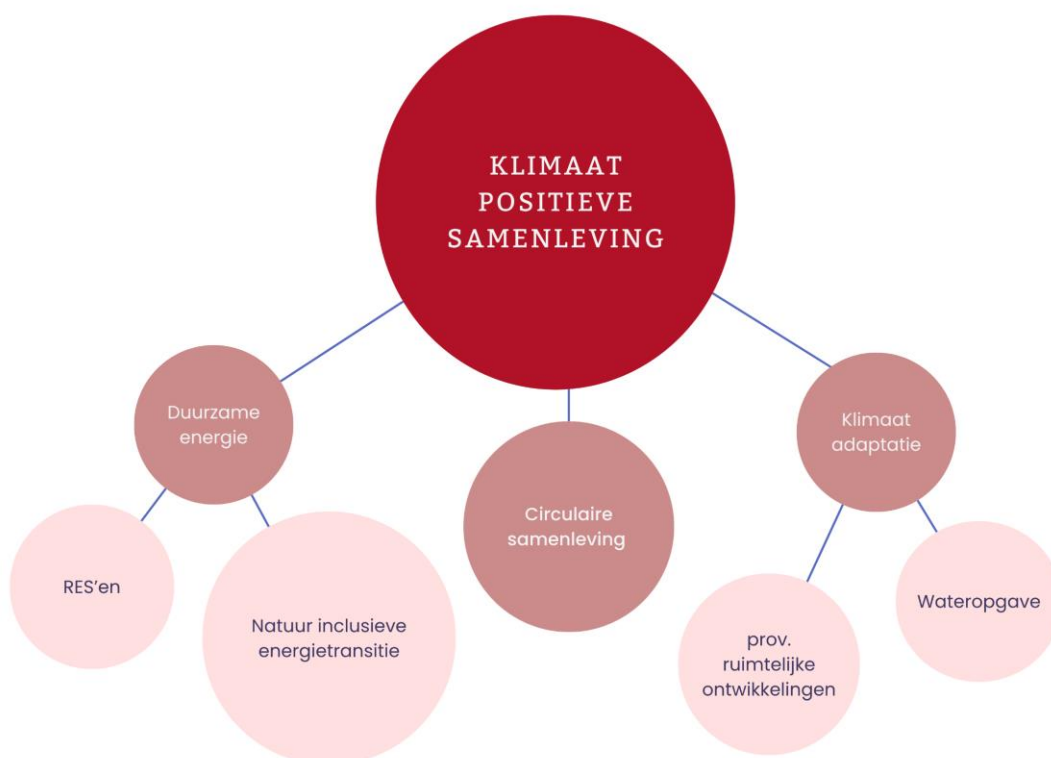 KLIMAAT
POSITIEVE
SAMENLEVING
Duurzame
energie
Klimaat
adaptatie
Circulaire
samenleving
RES'en
Natuur inclusieve
energietransitie
prov.
ruimtelijke
ontwikkelingen
Wateropgave